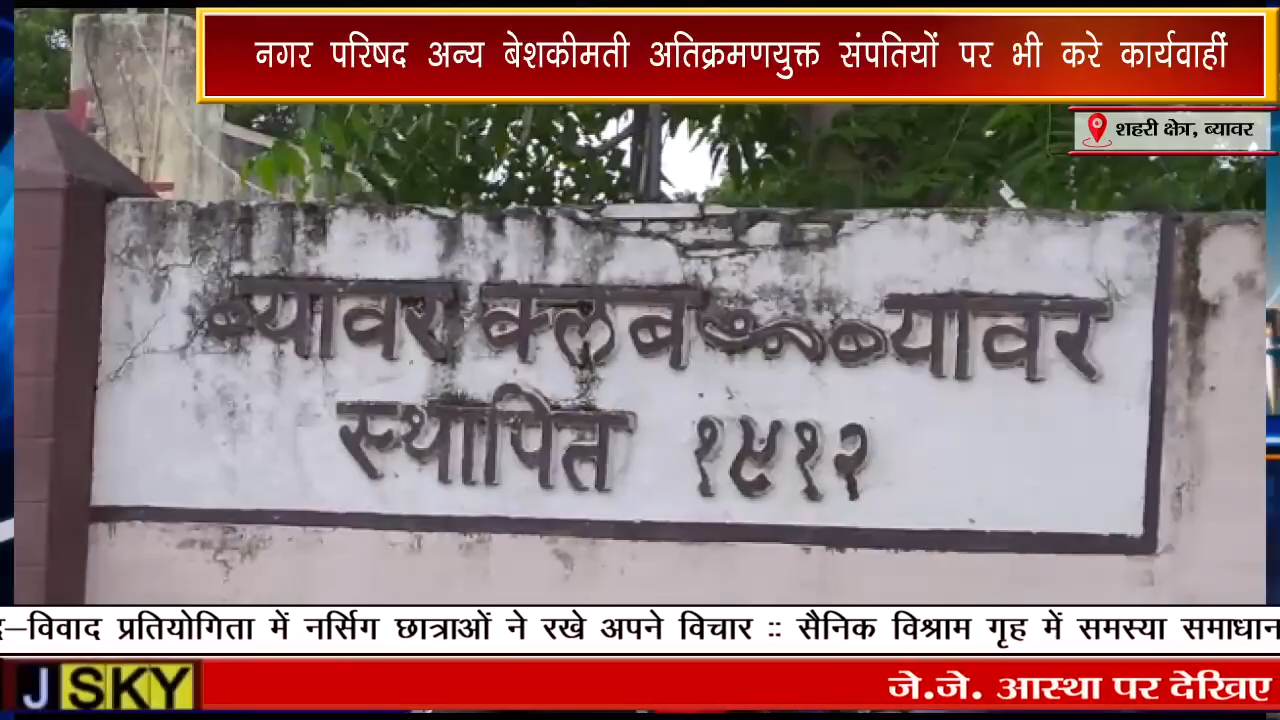 नगर परिषद अन्य बेशकीमती अतिक्रमणयुक्त संपतियों पर भी करे कार्यवाहीं
शहरी क्षेत्र, ब्यावर
ब्यावर क्लब ब्यावर
स्थापित १९१२
–विवाद प्रतियोगिता में नर्सिग छात्राओं ने रखे अपने विचार :: सैनिक विश्राम गृह में समस्या समाधान
J SKY
जे.जे. आस्था पर देखिए